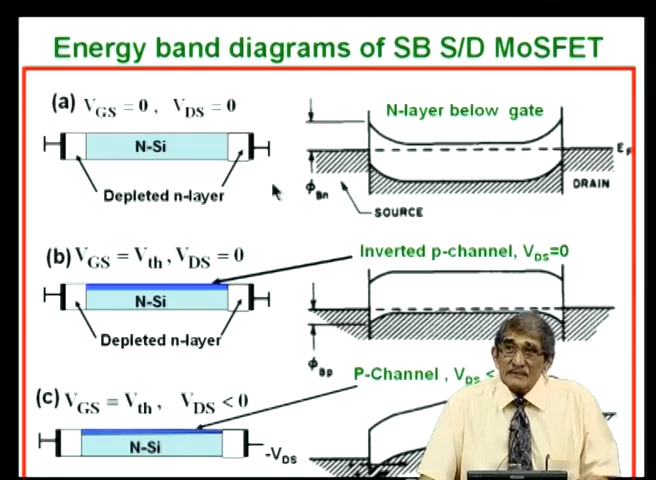 Energy band diagrams of SB S/D MoSFET
(a) V_GS = 0 , V_DS = 0
N-layer below gate
N-Si
E_F
Depleted n-layer
ϕ_Bn
DRAIN
SOURCE
(b) V_GS = V_th , V_DS = 0
Inverted p-channel, V_DS=0
N-Si
Depleted n-layer
ϕ_Bp
P-Channel , V_DS <
(c) V_GS = V_th , V_DS < 0
N-Si
-V_DS